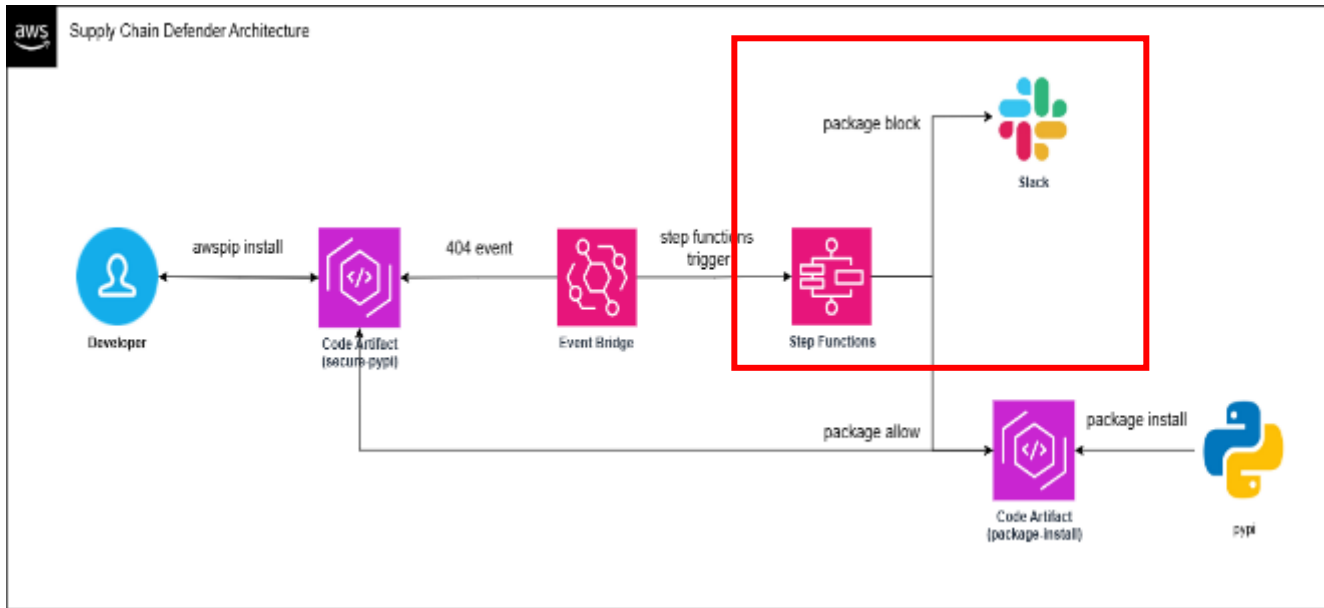 aws
Supply Chain Defender Architecture
package block
Slack
awspip install
404 event
step functions
trigger
Developer
Code Artifact
(secure-pypi)
Event Bridge
Step Functions
package allow
package install
Code Artifact
(package-install)
pypi